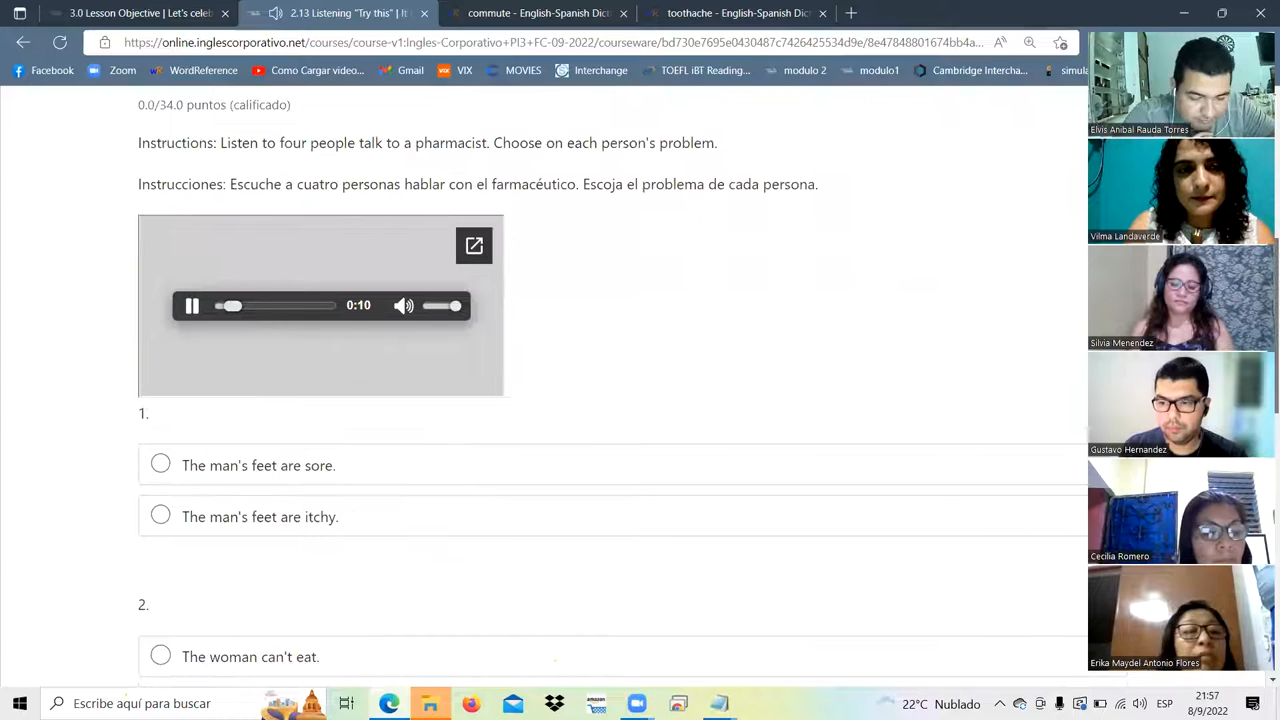 3.0 Lesson Objective | Let's celeb
2.13 Listening "Try this" | It'
commute - English-Spanish Dict
toothache - English-Spanish Dict
https://online.inglescorporativo.net/courses/course-v1:Ingles-Corporativo+PI3+FC-09-2022/courseware/bd730e7695e0430487c7426425534d9e/8e47848801674bb4a...
Facebook
Zoom
WordReference
Como Cargar video...
Gmail
VIX
MOVIES
Interchange
TOEFL iBT Reading...
modulo 2
modulo1
Cambridge Intercha...
simula
0.0/34.0 puntos (calificado)
Instructions: Listen to four people talk to a pharmacist. Choose on each person's problem.
Instrucciones: Escuche a cuatro personas hablar con el farmacéutico. Escoja el problema de cada persona.
0:10
1.
The man's feet are sore.
The man's feet are itchy.
2.
The woman can't eat.
Elvis Anibal Rauda Torres
Vilma Landaverde
Silvia Menendez
Gustavo Hernandez
Cecilia Romero
Erika Maydel Antonio Flores
Escribe aquí para buscar
amazon
22°C Nublado
ESP
21:57
8/9/2022